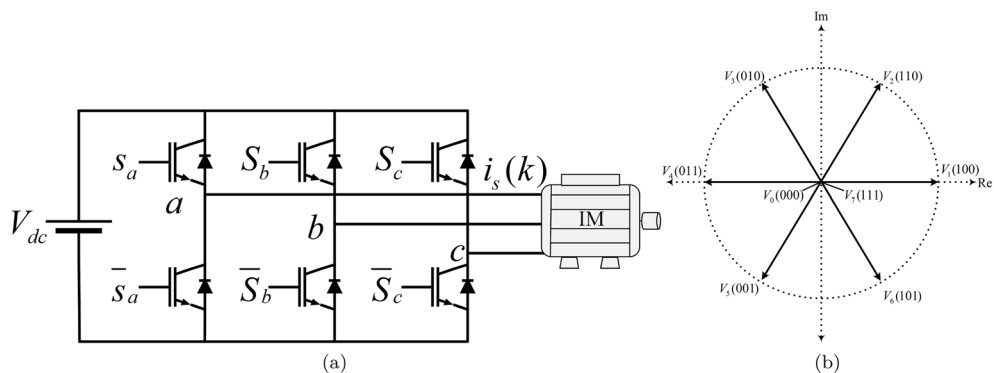 s_a
S_b
S_c
i_s(k)
a
V_dc
b
IM
c
s̄_a
S̄_b
S̄_c
(a)
Im
V_3(010)
V_2(110)
V_4(011)
V_1(100)
Re
V_0(000)
V_7(111)
V_5(001)
V_6(101)
(b)